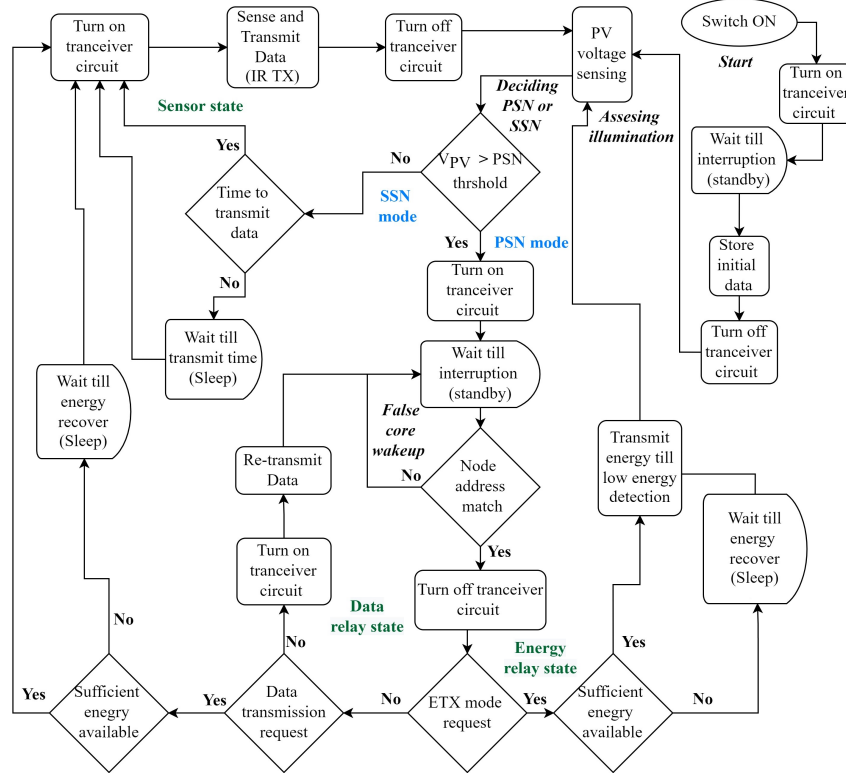 Turn on
tranceiver
circuit
Sense and
Transmit
Data
(IR TX)
Turn off
tranceiver
circuit
PV
voltage
sensing
Switch ON
Start
Turn on
tranceiver
circuit
Sensor state
Deciding
PSN or
SSN
Assesing
illumination
Wait till
interruption
(standby)
Yes
No
VPV > PSN
thrshold
Time to
transmit
data
SSN
mode
Yes
PSN mode
Store
initial
data
No
Turn on
tranceiver
circuit
Wait till
transmit time
(Sleep)
Turn off
tranceiver
circuit
Wait till
interruption
(standby)
Wait till
energy
recover
(Sleep)
False
core
wakeup
No
Re-transmit
Data
Node
address
match
Transmit
energy till
low energy
detection
Wait till
energy
recover
(Sleep)
Yes
Turn on
tranceiver
circuit
Turn off tranceiver
circuit
Data
relay state
No
No
Energy
relay state
Yes
Yes
Sufficient
enegry
available
Yes
Data
transmission
request
No
ETX mode
request
Yes
Sufficient
enegry
available
No